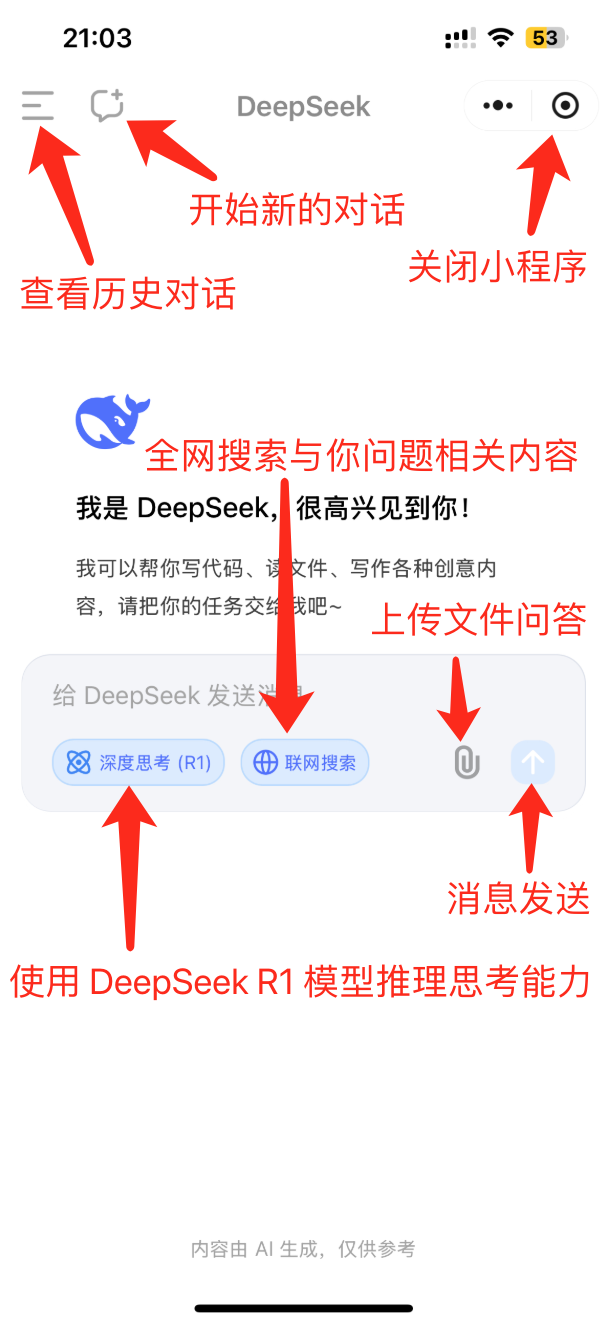 21:03
53
DeepSeek
开始新的对话
关闭小程序
查看历史对话
全网搜索与你问题相关内容
我是 DeepSeek，很高兴见到你！
我可以帮你写代码、读文件、写作各种创意内
容，请把你的任务交给我吧~
上传文件问答
给 DeepSeek 发送消息
深度思考 (R1)
联网搜索
消息发送
使用 DeepSeek R1 模型推理思考能力
内容由 AI 生成，仅供参考